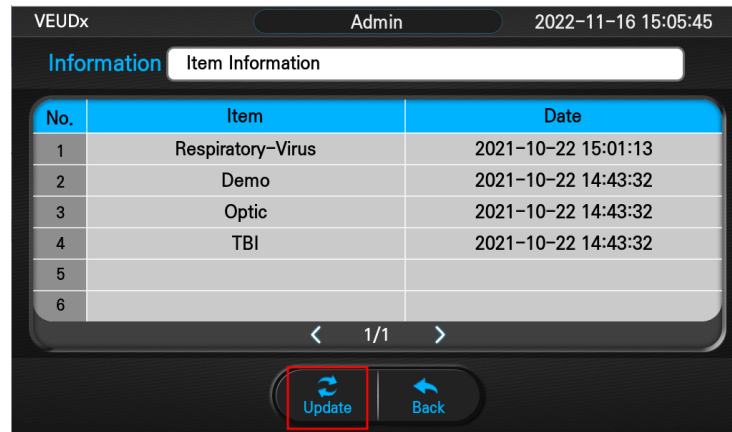 VEUDx Admin 2022-11-16 15:05:45
Information Item Information
No. Item Date
1 Respiratory-Virus 2021-10-22 15:01:13
2 Demo 2021-10-22 14:43:32
3 Optic 2021-10-22 14:43:32
4 TBI 2021-10-22 14:43:32
5
6
< 1/1 >
Update Back